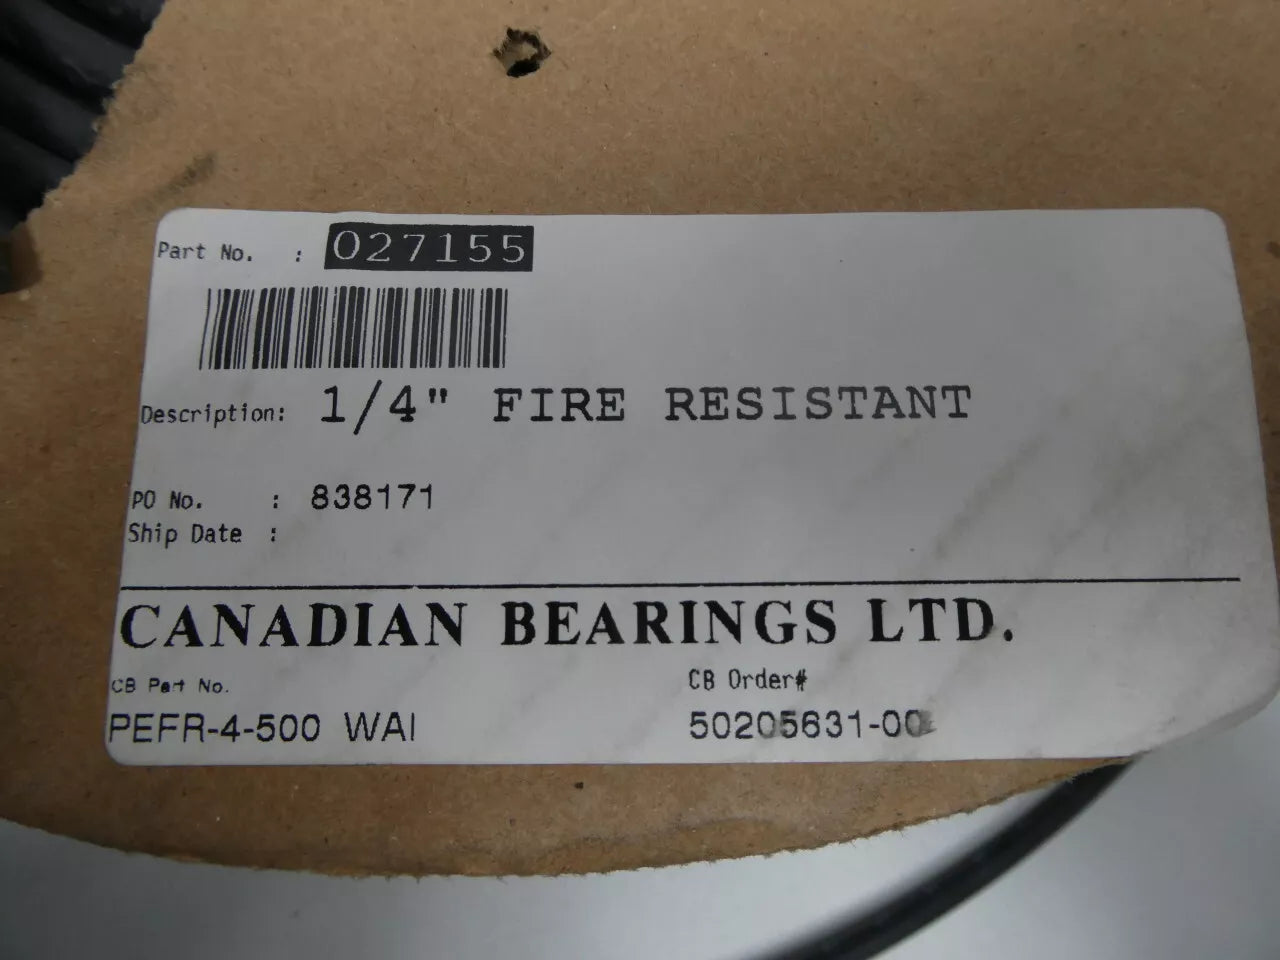 Part No. : 027155
Description: 1/4" FIRE RESISTANT
PO No. : 838171
Ship Date :
CANADIAN BEARINGS LTD.
CB Part No. CB Order#
PEFR-4-500 WAI 50205631-00